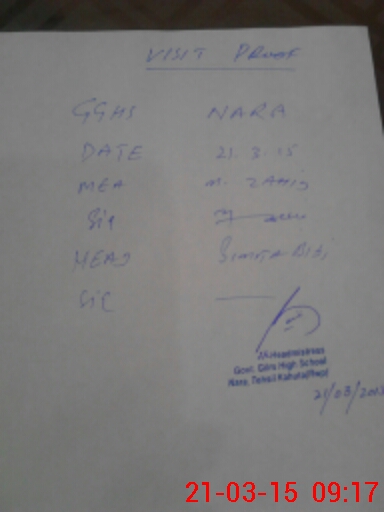 VISIT PROOF
GGHS NARA
DATE 21.3.15
MEA M. ZAHID
Sig
HEAD BIBI
SIG
Headmistress
Govt. Girls High School
Nara, Tehsil Kahuta(Rwp)
21/03/2015
21-03-15 09:17